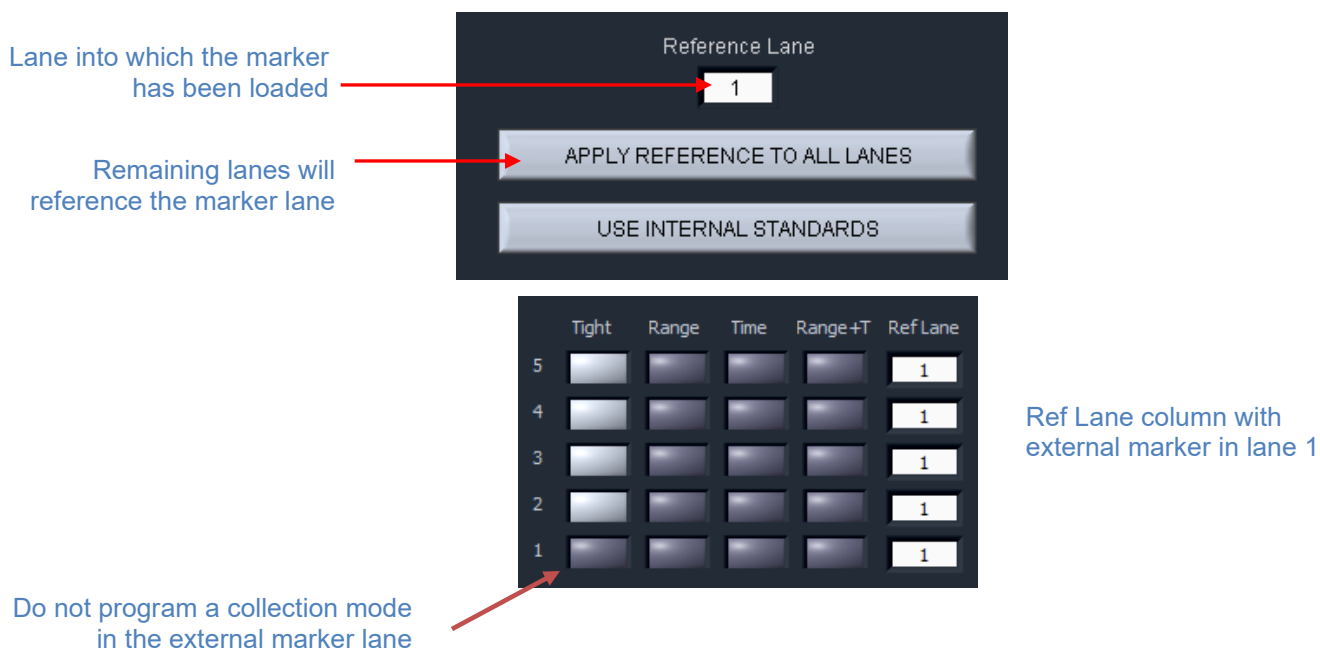 Reference Lane
Lane into which the marker
has been loaded
1
APPLY REFERENCE TO ALL LANES
Remaining lanes will
reference the marker lane
USE INTERNAL STANDARDS
Tight Range Time Range+T Ref Lane
5 1
4 1
3 1
2 1
1 1
Ref Lane column with
external marker in lane 1
Do not program a collection mode
in the external marker lane